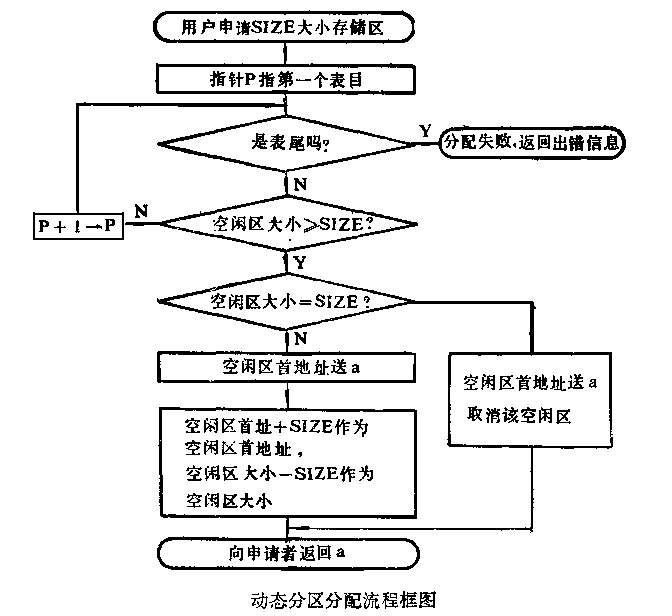 用户申请SIZE大小存储区
指针P指第一个表目
是表尾吗?
Y
分配失败,返回出错信息
N
空闲区大小≥SIZE?
N
P+1→P
Y
空闲区大小=SIZE?
N
空闲区首地址送a
空闲区首地址送a
取消该空闲区
空闲区首址+SIZE作为
空闲区首地址,
空闲区大小-SIZE作为
空闲区大小
向申请者返回a
动态分区分配流程框图